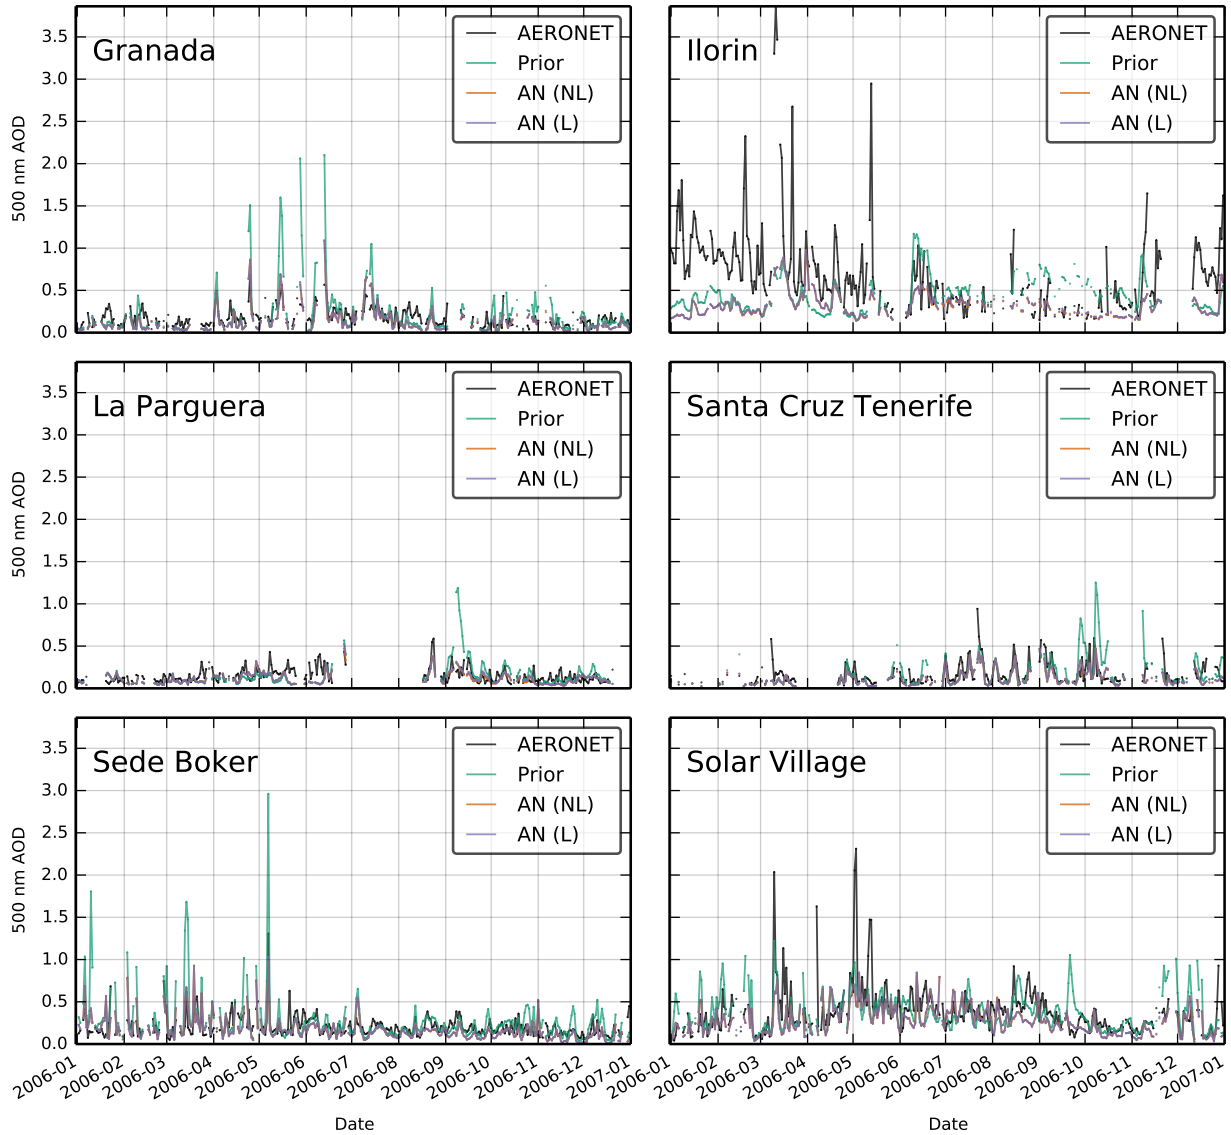 Granada
AERONET
Prior
AN (NL)
AN (L)
3.5
3.0
2.5
2.0
1.5
1.0
0.5
0.0
500 nm AOD
Ilorin
AERONET
Prior
AN (NL)
AN (L)
La Parguera
AERONET
Prior
AN (NL)
AN (L)
3.5
3.0
2.5
2.0
1.5
1.0
0.5
0.0
500 nm AOD
Santa Cruz Tenerife
AERONET
Prior
AN (NL)
AN (L)
Sede Boker
AERONET
Prior
AN (NL)
AN (L)
3.5
3.0
2.5
2.0
1.5
1.0
0.5
0.0
500 nm AOD
2006-01
2006-02
2006-03
2006-04
2006-05
2006-06
2006-07
2006-08
2006-09
2006-10
2006-11
2006-12
2007-01
Date
Solar Village
AERONET
Prior
AN (NL)
AN (L)
2006-01
2006-02
2006-03
2006-04
2006-05
2006-06
2006-07
2006-08
2006-09
2006-10
2006-11
2006-12
2007-01
Date